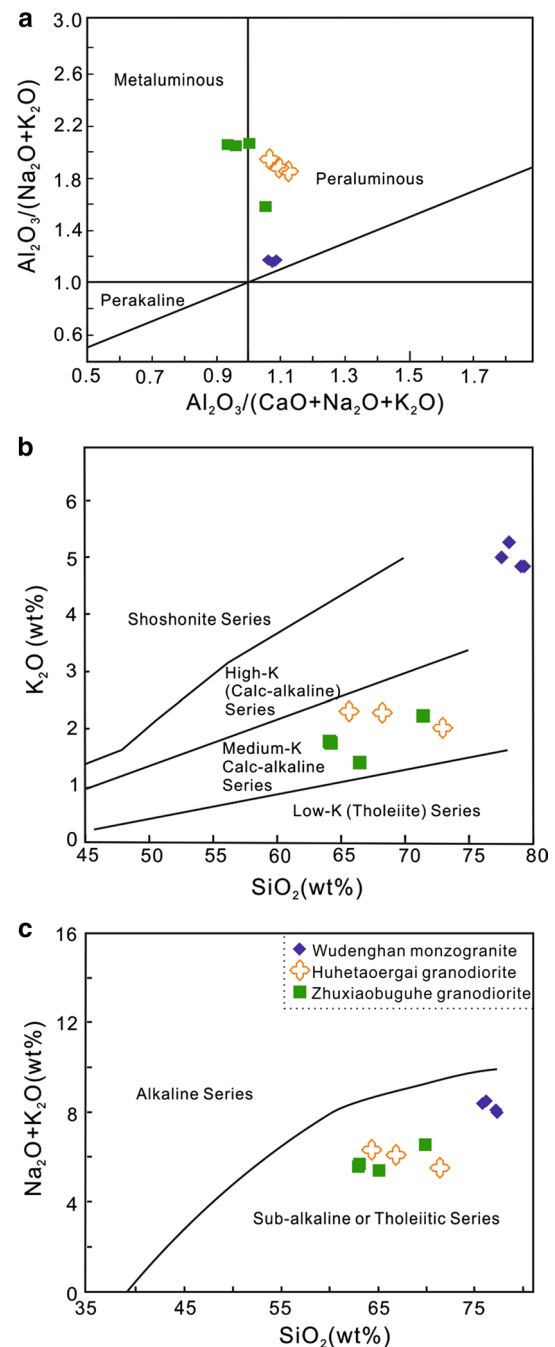 a
3.0
2.6
2.2
1.8
1.4
1.0
0.6
Al₂O₃/(Na₂O+K₂O)
Metaluminous
Peraluminous
Perakaline
0.5 0.7 0.9 1.1 1.3 1.5 1.7
Al₂O₃/(CaO+Na₂O+K₂O)
b
6
5
4
3
2
1
0
K₂O (wt%)
Shoshonite Series
High-K
(Calc-alkaline)
Series
Medium-K
Calc-alkaline
Series
Low-K (Tholeiite) Series
45 50 55 60 65 70 75 80
SiO₂(wt%)
c
16
12
8
4
0
Na₂O+K₂O(wt%)
Wudenghan monzogranite
Huhetaoergai granodiorite
Zhuxiaobuguhe granodiorite
Alkaline Series
Sub-alkaline or Tholeiitic Series
35 45 55 65 75
SiO₂(wt%)